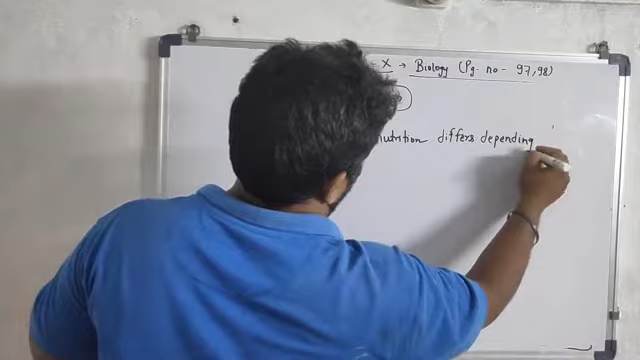 - X → Biology (Pg. no - 97,98)
nutrition differs depending